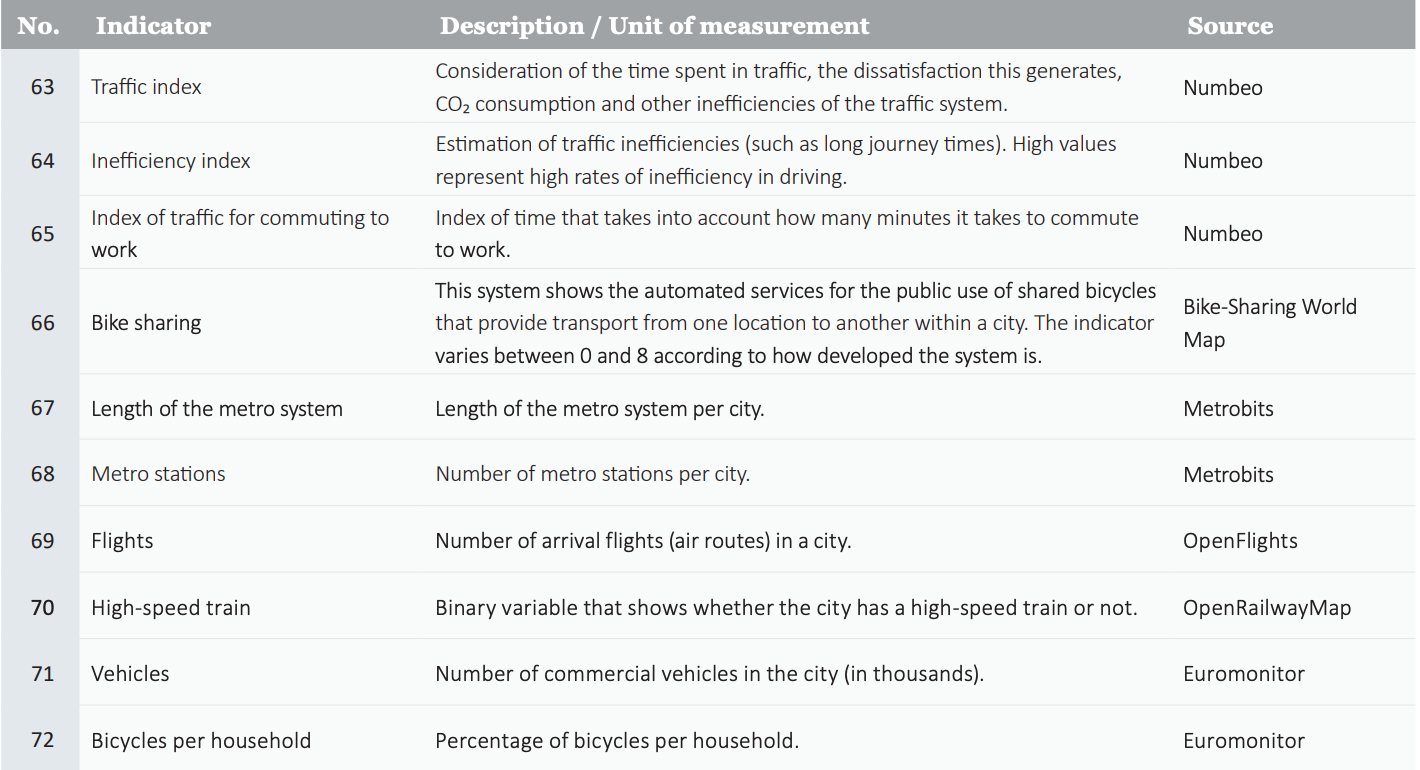 No. Indicator Description / Unit of measurement Source
63 Traffic index Consideration of the time spent in traffic, the dissatisfaction this generates, CO₂ consumption and other inefficiencies of the traffic system. Numbeo
64 Inefficiency index Estimation of traffic inefficiencies (such as long journey times). High values represent high rates of inefficiency in driving. Numbeo
65 Index of traffic for commuting to work Index of time that takes into account how many minutes it takes to commute to work. Numbeo
66 Bike sharing This system shows the automated services for the public use of shared bicycles that provide transport from one location to another within a city. The indicator varies between 0 and 8 according to how developed the system is. Bike-Sharing World Map
67 Length of the metro system Length of the metro system per city. Metrobits
68 Metro stations Number of metro stations per city. Metrobits
69 Flights Number of arrival flights (air routes) in a city. OpenFlights
70 High-speed train Binary variable that shows whether the city has a high-speed train or not. OpenRailwayMap
71 Vehicles Number of commercial vehicles in the city (in thousands). Euromonitor
72 Bicycles per household Percentage of bicycles per household. Euromonitor